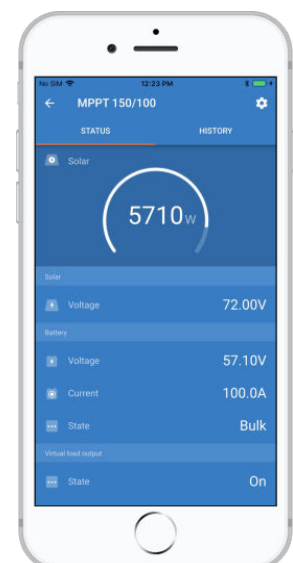 No SIM 12:23 PM
MPPT 150/100
STATUS HISTORY
Solar
5710W
Solar
Voltage 72.00V
Battery
Voltage 57.10V
Current 100.0A
State Bulk
Virtual load output
State On